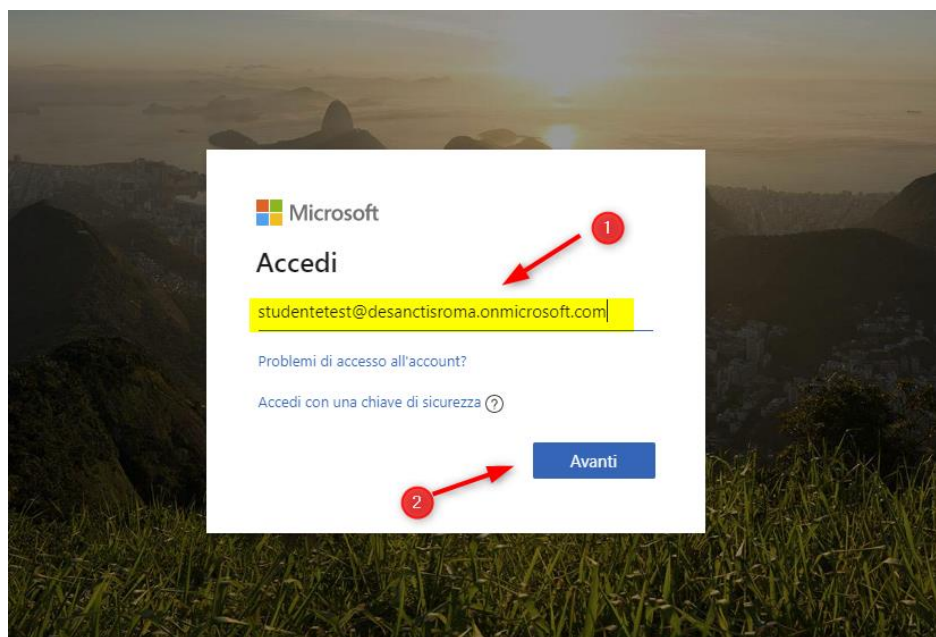 Microsoft
1
Accedi
studentetest@desanctisroma.onmicrosoft.com
Problemi di accesso all'account?
Accedi con una chiave di sicurezza ?
Avanti
2